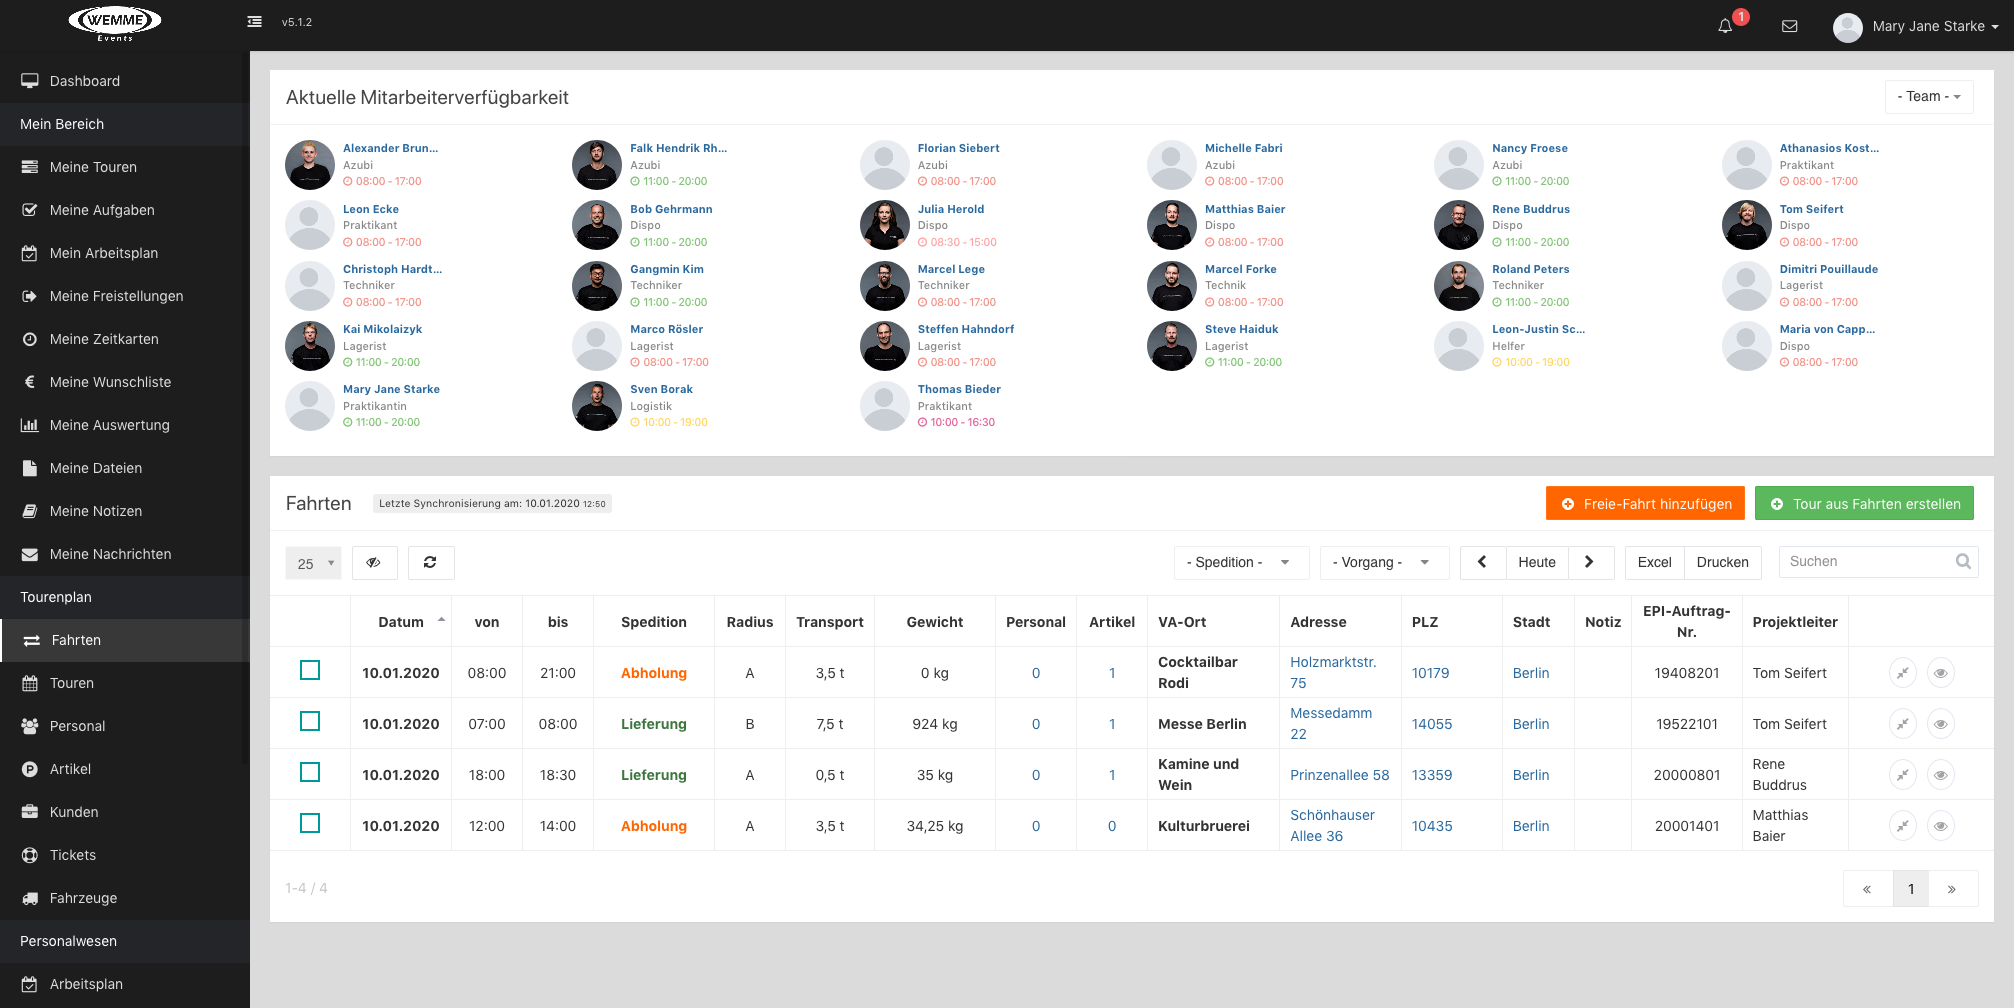 WEMME
Events
v5.1.2
1
Mary Jane Starke
Dashboard
Mein Bereich
Meine Touren
Meine Aufgaben
Mein Arbeitsplan
Meine Freistellungen
Meine Zeitkarten
Meine Wunschliste
Meine Auswertung
Meine Dateien
Meine Notizen
Meine Nachrichten
Tourenplan
Fahrten
Touren
Personal
Artikel
Kunden
Tickets
Fahrzeuge
Personalwesen
Arbeitsplan
Aktuelle Mitarbeiterverfügbarkeit
- Team -
Alexander Brun...
Azubi
08:00 - 17:00
Falk Hendrik Rh...
Azubi
11:00 - 20:00
Florian Siebert
Azubi
08:00 - 17:00
Michelle Fabri
Azubi
08:00 - 17:00
Nancy Froese
Azubi
11:00 - 20:00
Athanasios Kost...
Praktikant
08:00 - 17:00
Leon Ecke
Praktikant
08:00 - 17:00
Bob Gehrmann
Dispo
11:00 - 20:00
Julia Herold
Dispo
08:30 - 15:00
Matthias Baier
Dispo
08:00 - 17:00
Rene Buddrus
Dispo
11:00 - 20:00
Tom Seifert
Dispo
08:00 - 17:00
Christoph Hardt...
Techniker
08:00 - 17:00
Gangmin Kim
Techniker
11:00 - 20:00
Marcel Lege
Techniker
08:00 - 17:00
Marcel Forke
Technik
08:00 - 17:00
Roland Peters
Techniker
11:00 - 20:00
Dimitri Pouillaude
Lagerist
08:00 - 17:00
Kai Mikolaizyk
Lagerist
11:00 - 20:00
Marco Rösler
Lagerist
08:00 - 17:00
Steffen Hahndorf
Lagerist
08:00 - 17:00
Steve Haiduk
Lagerist
11:00 - 20:00
Leon-Justin Sc...
Helfer
10:00 - 19:00
Maria von Capp...
Dispo
08:00 - 17:00
Mary Jane Starke
Praktikantin
11:00 - 20:00
Sven Borak
Logistik
10:00 - 19:00
Thomas Bieder
Praktikant
10:00 - 16:30
Fahrten
Letzte Synchronisierung am: 10.01.2020 12:50
Freie-Fahrt hinzufügen
Tour aus Fahrten erstellen
25
- Spedition -
- Vorgang -
Heute
Excel
Drucken
Suchen
Datum von bis Spedition Radius Transport Gewicht Personal Artikel VA-Ort Adresse PLZ Stadt Notiz EPI-Auftrag-Nr. Projektleiter
10.01.2020 08:00 21:00 Abholung A 3,5 t 0 kg 0 1 Cocktailbar Rodi Holzmarktstr. 75 10179 Berlin 19408201 Tom Seifert
10.01.2020 07:00 08:00 Lieferung B 7,5 t 924 kg 0 1 Messe Berlin Messedamm 22 14055 Berlin 19522101 Tom Seifert
10.01.2020 18:00 18:30 Lieferung A 0,5 t 35 kg 0 1 Kamine und Wein Prinzenallee 58 13359 Berlin 20000801 Rene Buddrus
10.01.2020 12:00 14:00 Abholung A 3,5 t 34,25 kg 0 0 Kulturbruerei Schönhauser Allee 36 10435 Berlin 20001401 Matthias Baier
1-4 / 4
« 1 »